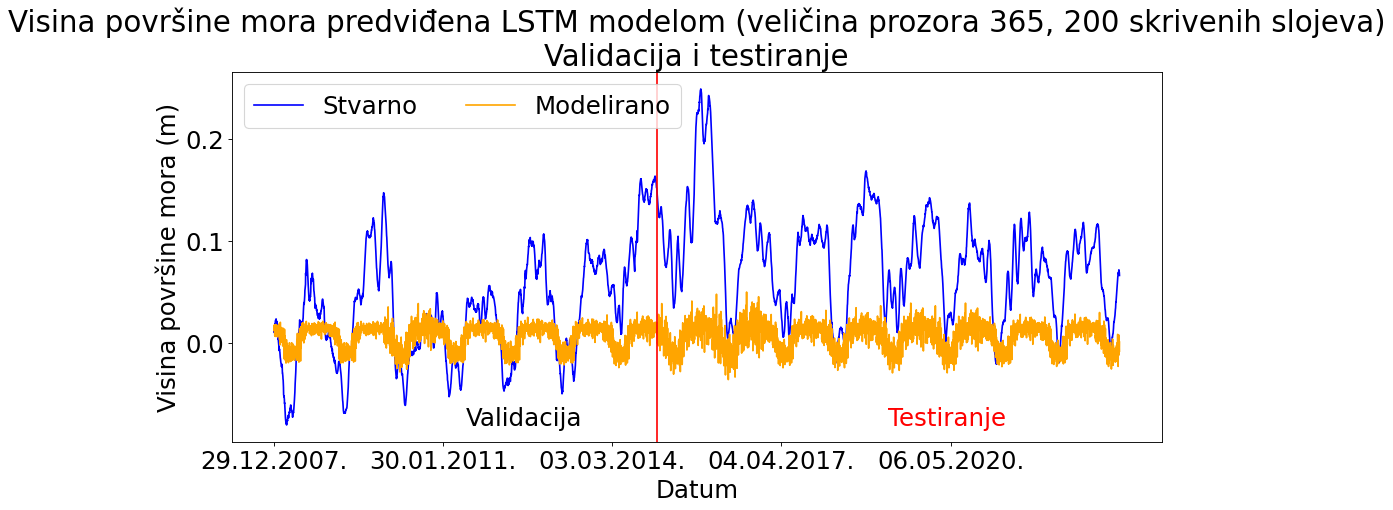 Visina površine mora predviđena LSTM modelom (veličina prozora 365, 200 skrivenih slojeva)
Validacija i testiranje
Stvarno
Modelirano
Visina površine mora (m)
0.2
0.1
0.0
Validacija
Testiranje
29.12.2007.
30.01.2011.
03.03.2014.
04.04.2017.
06.05.2020.
Datum